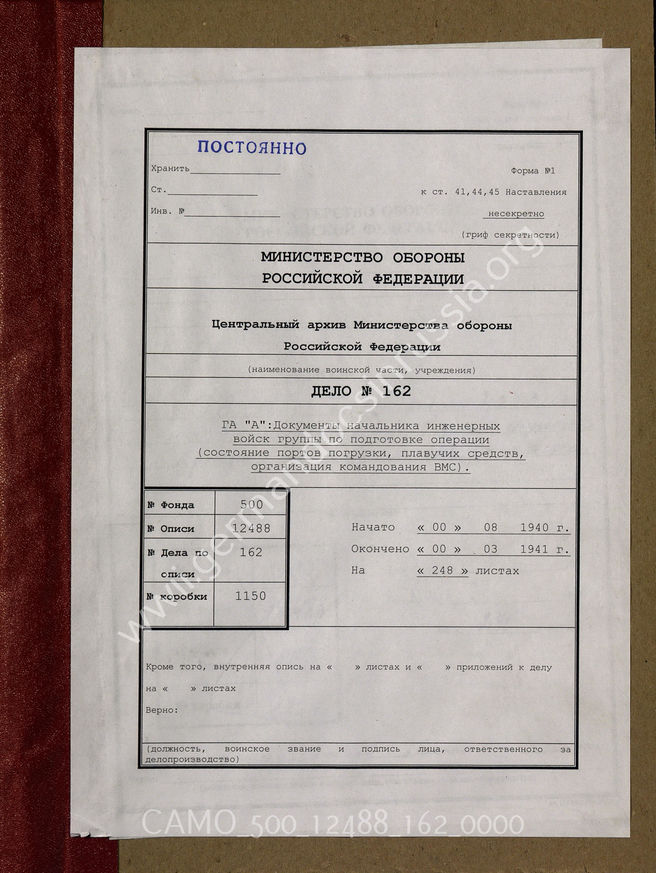 ПОСТОЯННО
Хранить
Форма №1
Ст.
к ст. 41,44,45 Наставления
Инв. №
несекретно
(гриф секретности)
МИНИСТЕРСТВО ОБОРОНЫ
РОССИЙСКОЙ ФЕДЕРАЦИИ
Центральный архив Министерства обороны
Российской Федерации
(наименование воинской части, учреждения)
ДЕЛО № 162
ГА "А":Документы начальника инженерных
войск группы по подготовке операции
(состояние портов погрузки, плавучих средств,
организация командования ВМС).
№ Фонда 500
№ Описи 12488
№ Дела по описи 162
№ коробки 1150
Начато « 00 » 08 1940 г.
Окончено « 00 » 03 1941 г.
На « 248 » листах
Кроме того, внутренняя опись на « » листах и « » приложений к делу
на « » листах
Верно:
(должность, воинское звание и подпись лица, ответственного за
делопроизводство)
www.germandocsinrussia.org
САМО_500_12488_162_0000